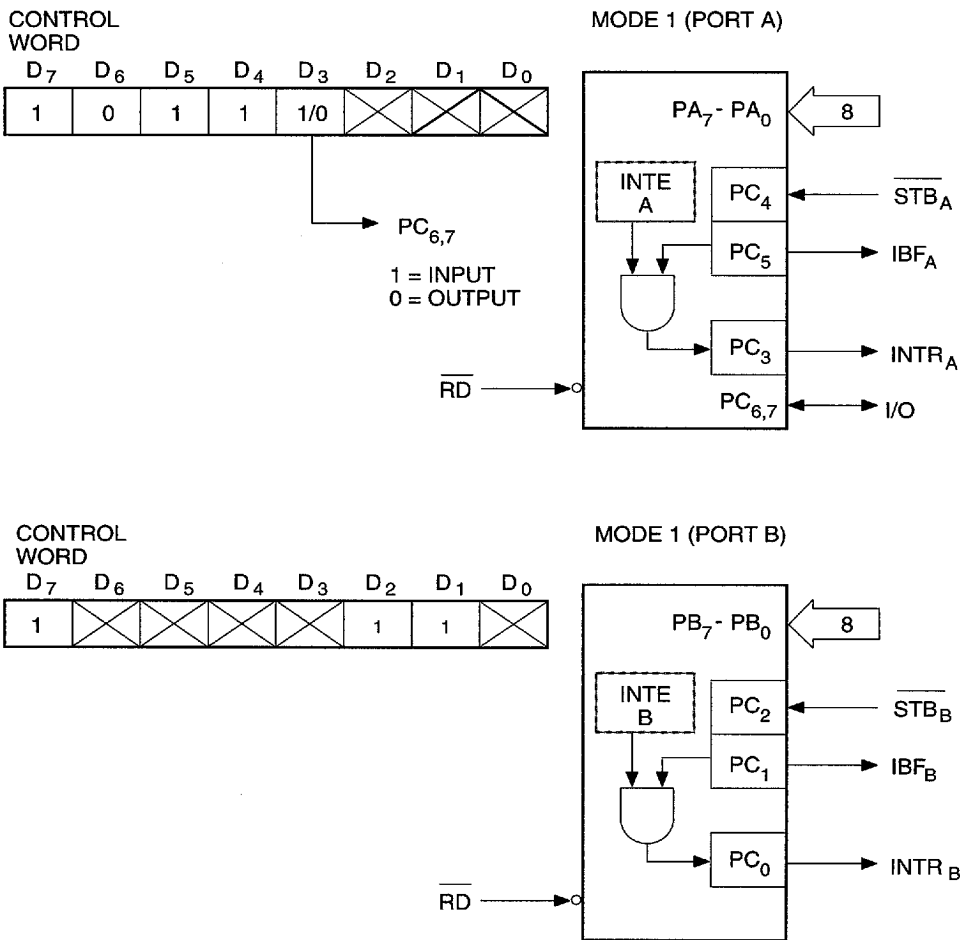 CONTROL
WORD
D7 D6 D5 D4 D3 D2 D1 D0
1 0 1 1 1/0
PC6,7
1 = INPUT
0 = OUTPUT
MODE 1 (PORT A)
PA7 - PA0
8
INTE
A
PC4
STBA
PC5
IBFA
PC3
INTRA
RD
PC6,7
I/O
CONTROL
WORD
D7 D6 D5 D4 D3 D2 D1 D0
1 1 1
MODE 1 (PORT B)
PB7 - PB0
8
INTE
B
PC2
STBB
PC1
IBFB
PC0
INTR B
RD